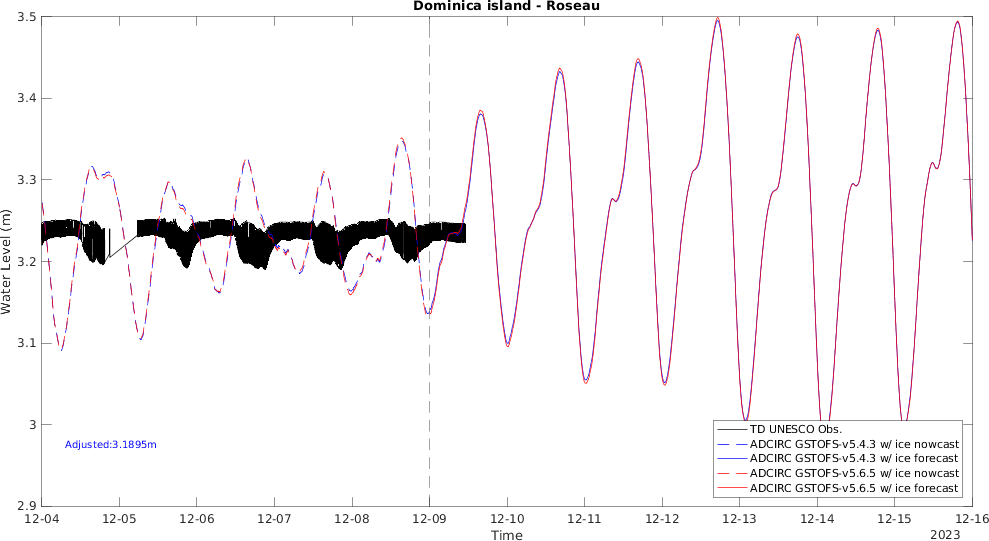 Dominica island - Roseau
3.5
3.4
3.3
3.2
3.1
3
2.9
Water Level (m)
Adjusted:3.1895m
TD UNESCO Obs.
ADCIRC GSTOFS-v5.4.3 w/ ice nowcast
ADCIRC GSTOFS-v5.4.3 w/ ice forecast
ADCIRC GSTOFS-v5.6.5 w/ ice nowcast
ADCIRC GSTOFS-v5.6.5 w/ ice forecast
12-04 12-05 12-06 12-07 12-08 12-09 12-10 12-11 12-12 12-13 12-14 12-15 12-16
Time
2023